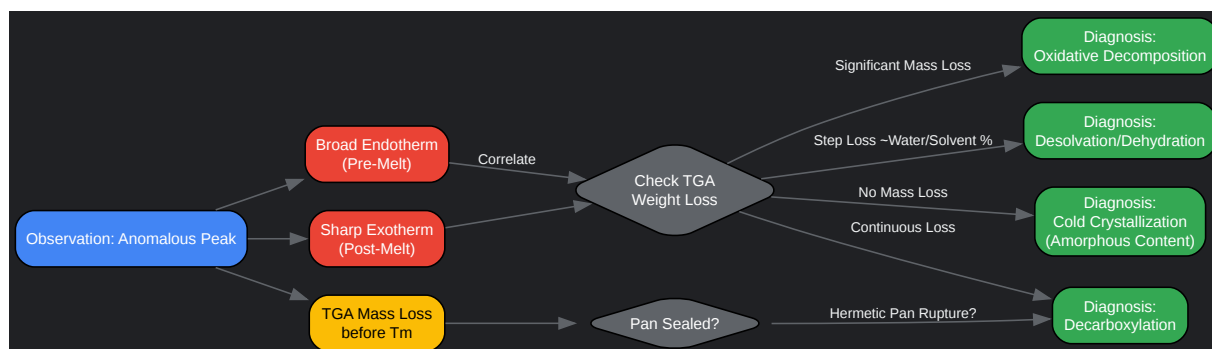 Observation: Anomalous Peak
Broad Endotherm
(Pre-Melt)
Sharp Exotherm
(Post-Melt)
TGA Mass Loss
before Tm
Correlate
Check TGA
Weight Loss
Pan Sealed?
Significant Mass Loss
Step Loss ~Water/Solvent %
No Mass Loss
Continuous Loss
Hermetic Pan Rupture?
Diagnosis:
Oxidative Decomposition
Diagnosis:
Desolvation/Dehydration
Diagnosis:
Cold Crystallization
(Amorphous Content)
Diagnosis:
Decarboxylation